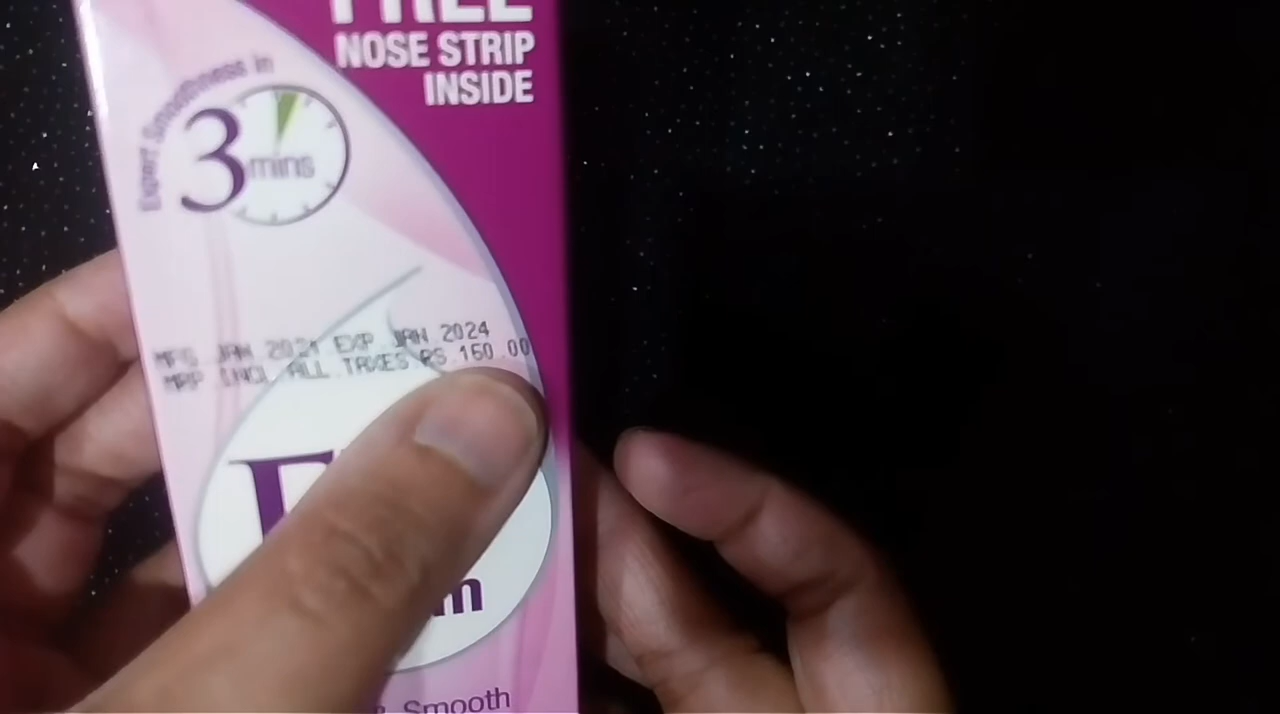 FREE
NOSE STRIP
INSIDE
Expert Smoothness in
3 mins
MFG JAN 2021 EXP JAN 2024
MRP INCL ALL TAXES RS.160.00
Smooth